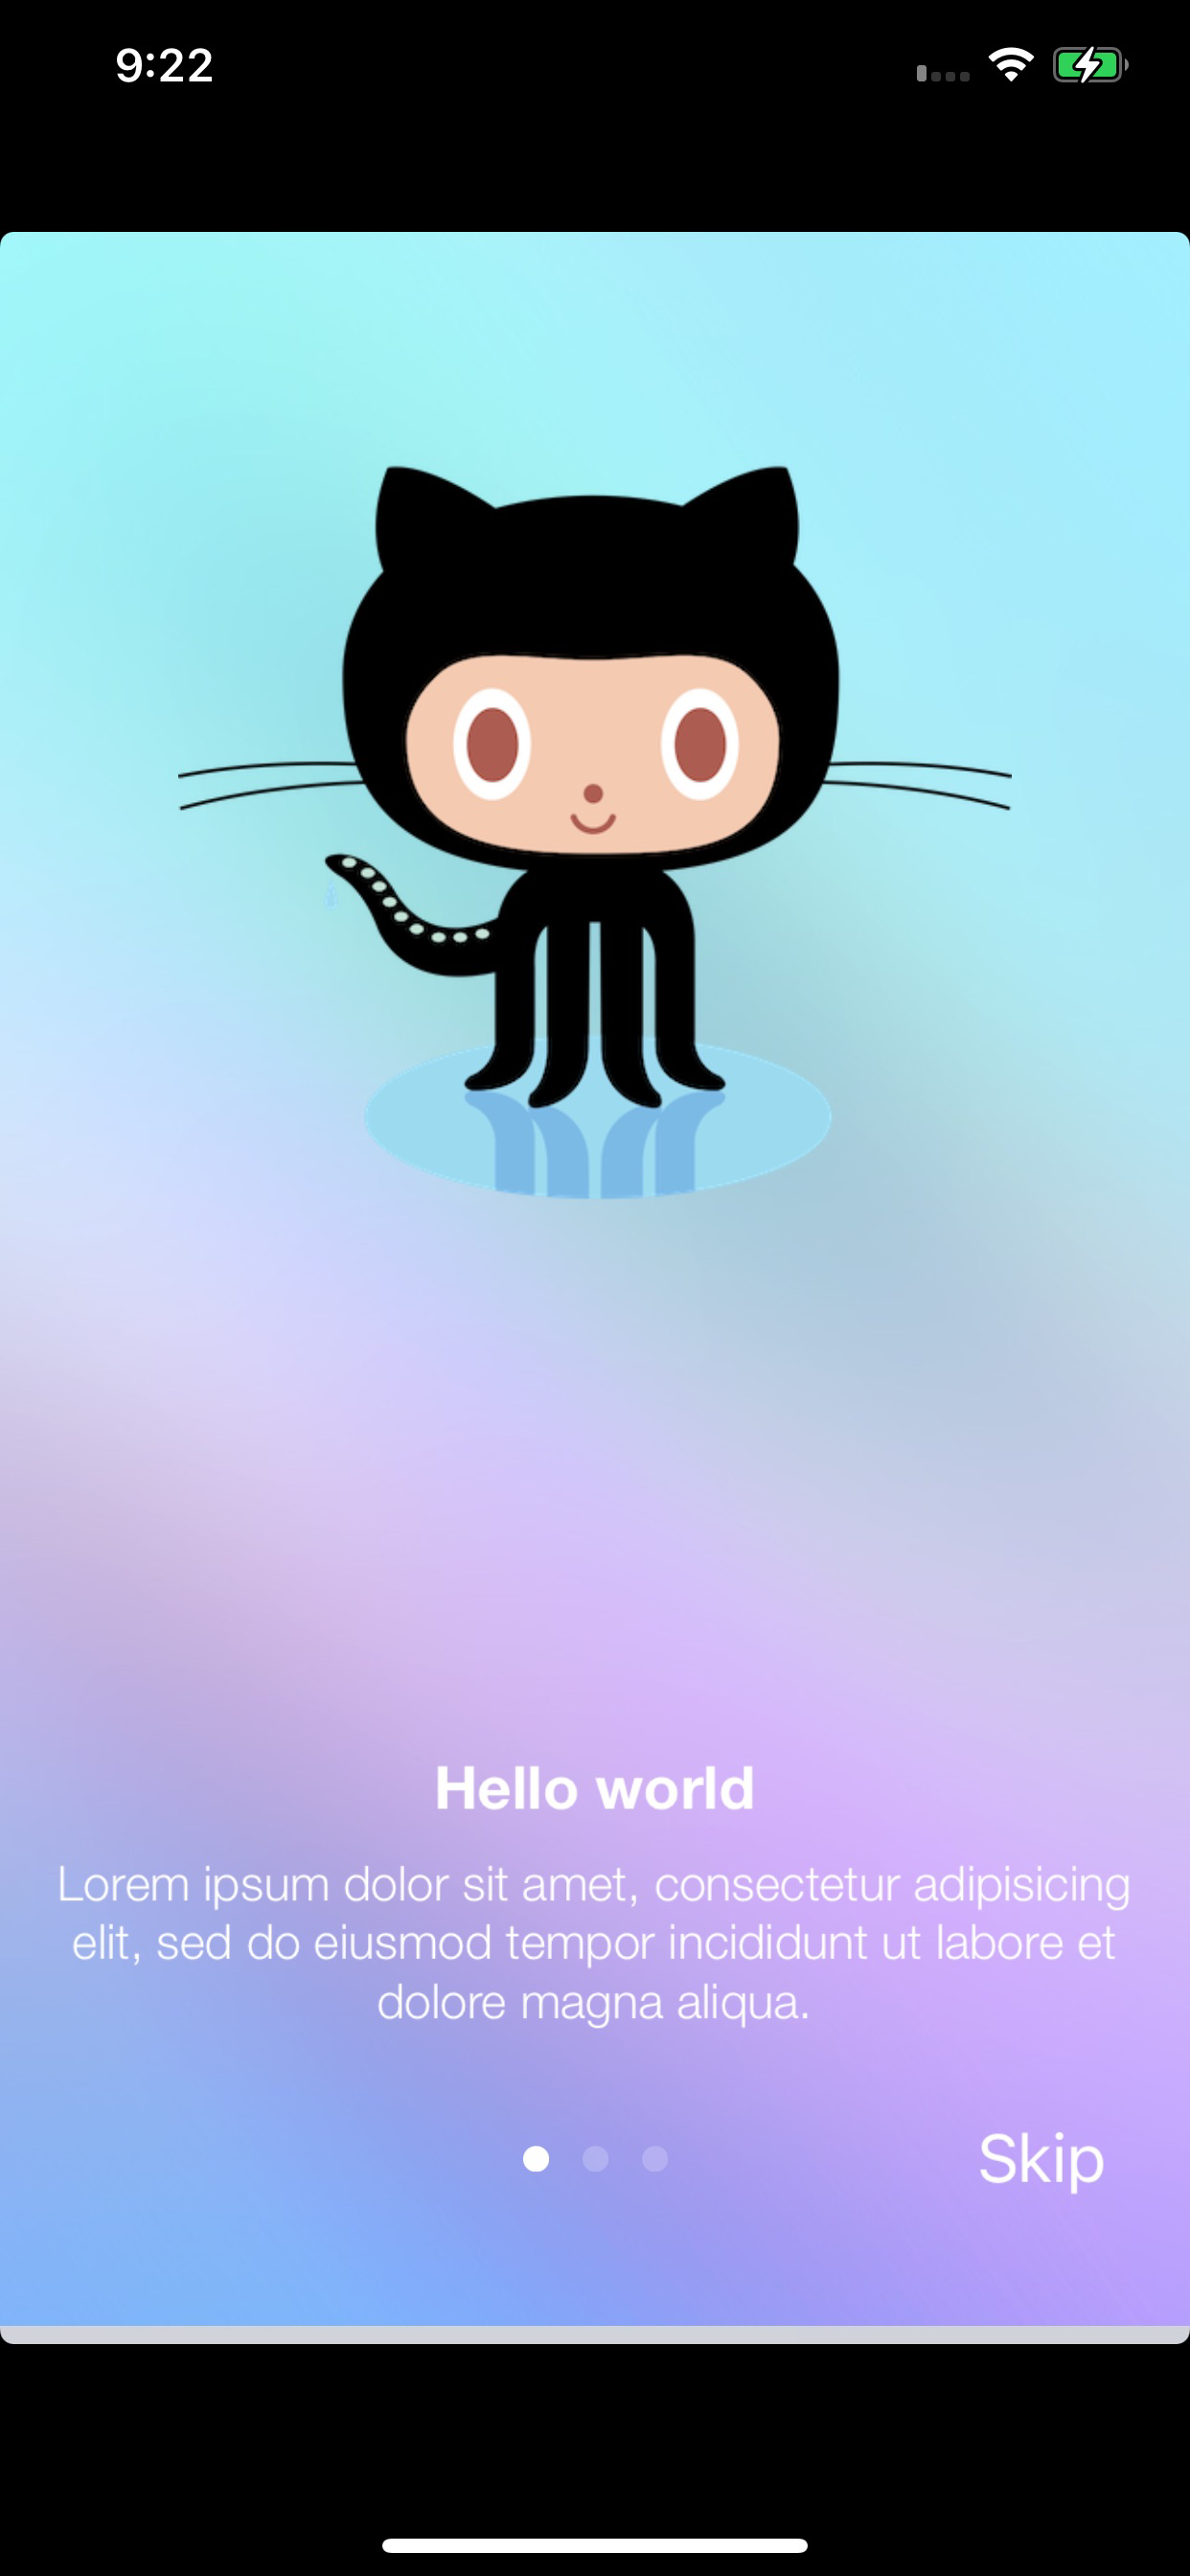 9:22
Hello world
Lorem ipsum dolor sit amet, consectetur adipisicing
elit, sed do eiusmod tempor incididunt ut labore et
dolore magna aliqua.
Skip